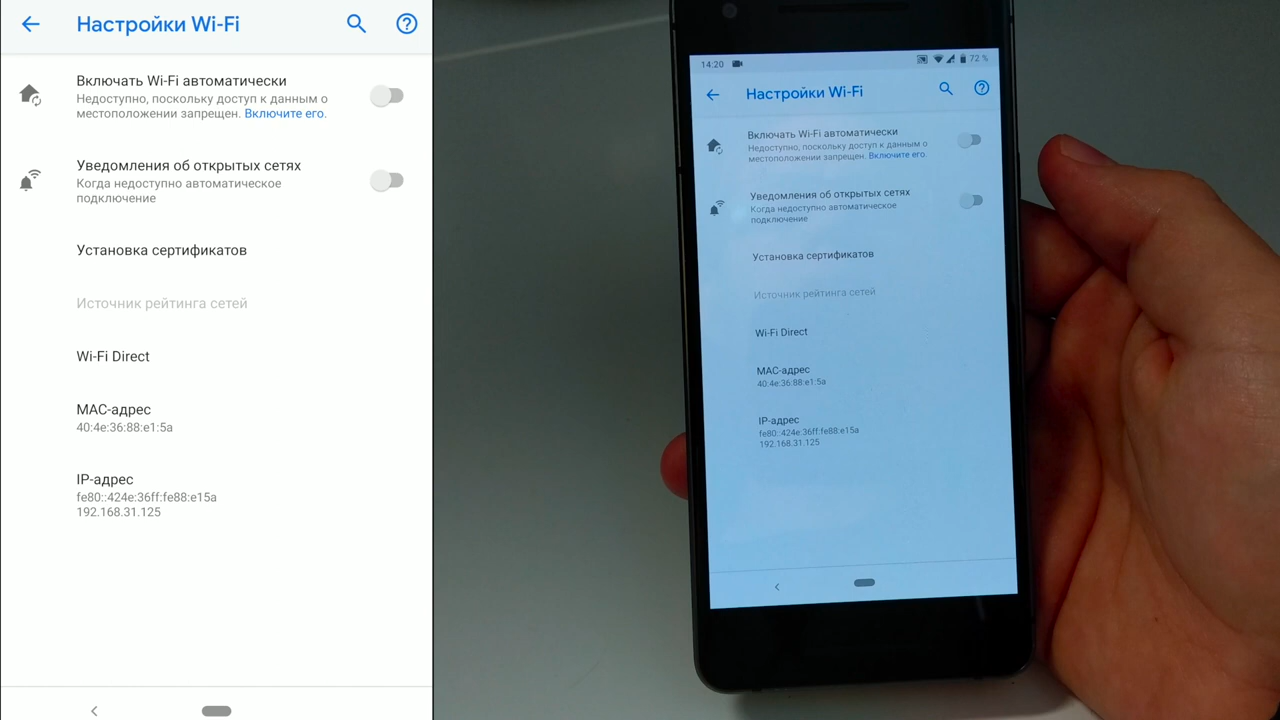 Настройки Wi-Fi
Включать Wi-Fi автоматически
Недоступно, поскольку доступ к данным о
местоположении запрещен. Включите его.
Уведомления об открытых сетях
Когда недоступно автоматическое
подключение
Установка сертификатов
Источник рейтинга сетей
Wi-Fi Direct
MAC-адрес
40:4e:36:88:e1:5a
IP-адрес
fe80::424e:36ff:fe88:e15a
192.168.31.125
14:20
72 %
Настройки Wi-Fi
Включать Wi-Fi автоматически
Недоступно, поскольку доступ к данным о
местоположении запрещен. Включите его.
Уведомления об открытых сетях
Когда недоступно автоматическое
подключение
Установка сертификатов
Источник рейтинга сетей
Wi-Fi Direct
MAC-адрес
40:4e:36:88:e1:5a
IP-адрес
fe80::424e:36ff:fe88:e15a
192.168.31.125